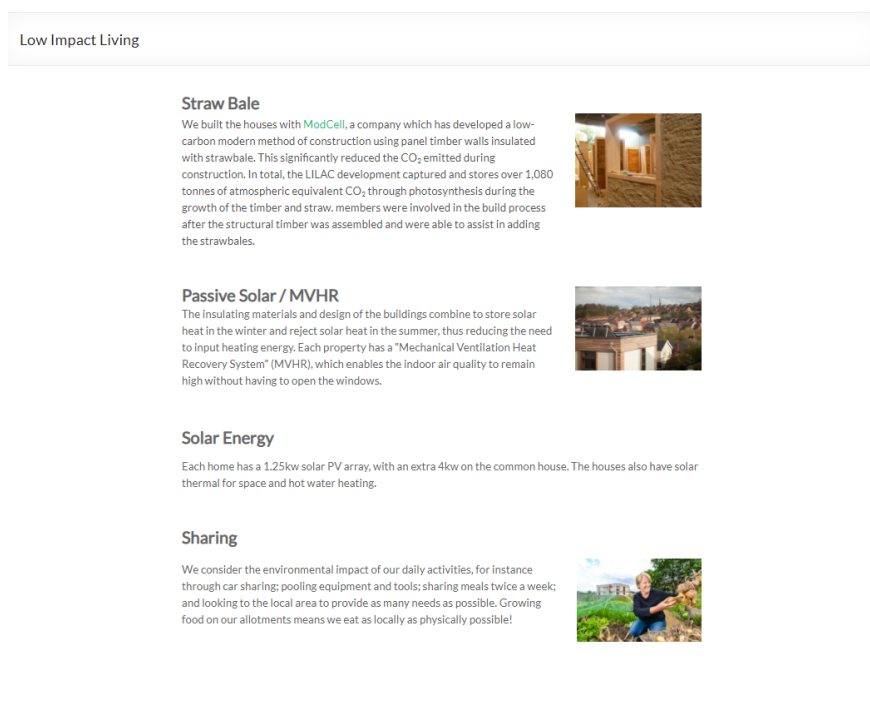 Low Impact Living
Straw Bale
We built the houses with ModCell, a company which has developed a low-
carbon modern method of construction using panel timber walls insulated
with strawbale. This significantly reduced the CO₂ emitted during
construction. In total, the LILAC development captured and stores over 1,080
tonnes of atmospheric equivalent CO₂ through photosynthesis during the
growth of the timber and straw. members were involved in the build process
after the structural timber was assembled and were able to assist in adding
the strawbales.
Passive Solar / MVHR
The insulating materials and design of the buildings combine to store solar
heat in the winter and reject solar heat in the summer, thus reducing the need
to input heating energy. Each property has a "Mechanical Ventilation Heat
Recovery System" (MVHR), which enables the indoor air quality to remain
high without having to open the windows.
Solar Energy
Each home has a 1.25kw solar PV array, with an extra 4kw on the common house. The houses also have solar
thermal for space and hot water heating.
Sharing
We consider the environmental impact of our daily activities, for instance
through car sharing; pooling equipment and tools; sharing meals twice a week;
and looking to the local area to provide as many needs as possible. Growing
food on our allotments means we eat as locally as physically possible!